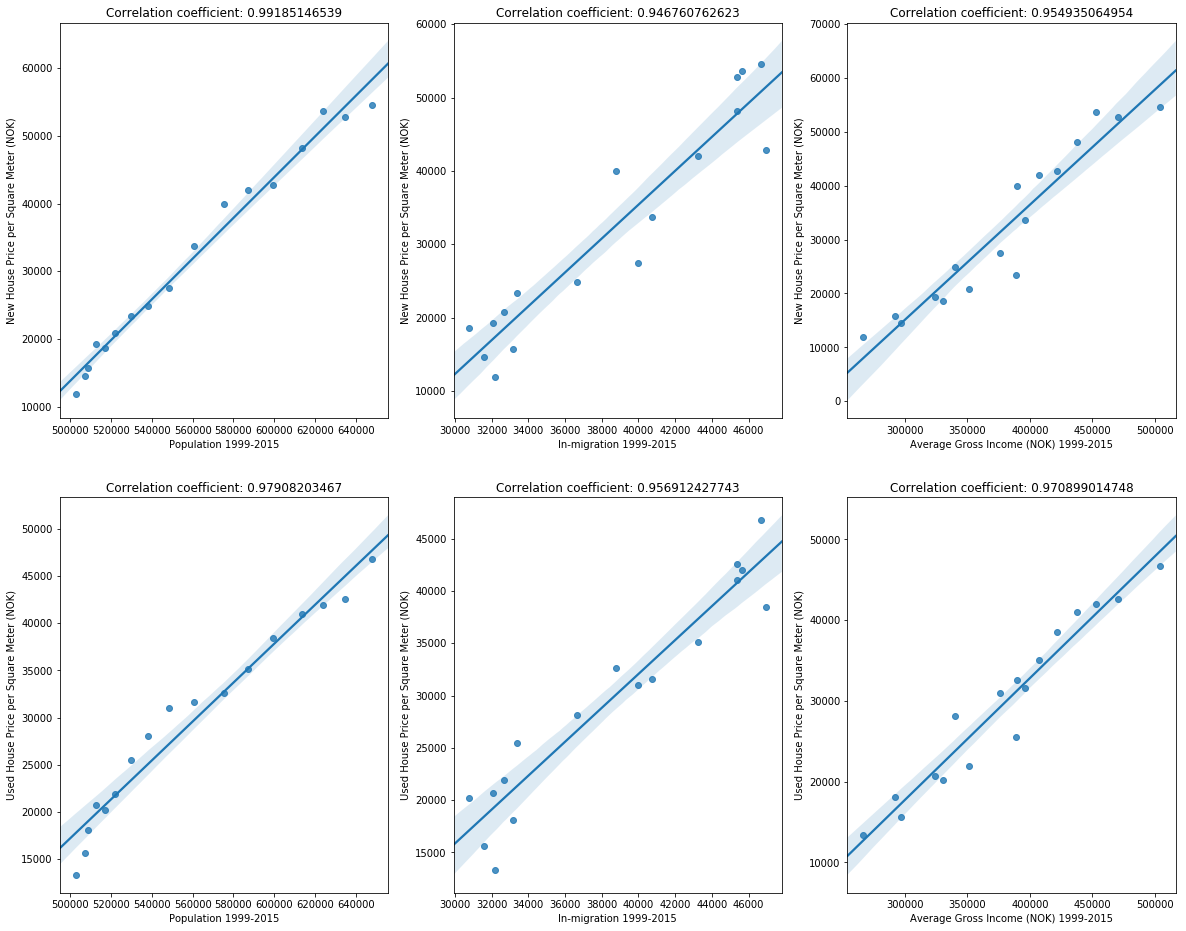 Correlation coefficient: 0.99185146539
Correlation coefficient: 0.946760762623
Correlation coefficient: 0.954935064954
New House Price per Square Meter (NOK)
60000
50000
40000
30000
20000
10000
500000 520000 540000 560000 580000 600000 620000 640000
Population 1999-2015
New House Price per Square Meter (NOK)
60000
50000
40000
30000
20000
10000
30000 32000 34000 36000 38000 40000 42000 44000 46000
In-migration 1999-2015
New House Price per Square Meter (NOK)
70000
60000
50000
40000
30000
20000
10000
0
300000 350000 400000 450000 500000
Average Gross Income (NOK) 1999-2015
Correlation coefficient: 0.97908203467
Correlation coefficient: 0.956912427743
Correlation coefficient: 0.970899014748
Used House Price per Square Meter (NOK)
50000
45000
40000
35000
30000
25000
20000
15000
500000 520000 540000 560000 580000 600000 620000 640000
Population 1999-2015
Used House Price per Square Meter (NOK)
45000
40000
35000
30000
25000
20000
15000
30000 32000 34000 36000 38000 40000 42000 44000 46000
In-migration 1999-2015
Used House Price per Square Meter (NOK)
50000
40000
30000
20000
10000
300000 350000 400000 450000 500000
Average Gross Income (NOK) 1999-2015